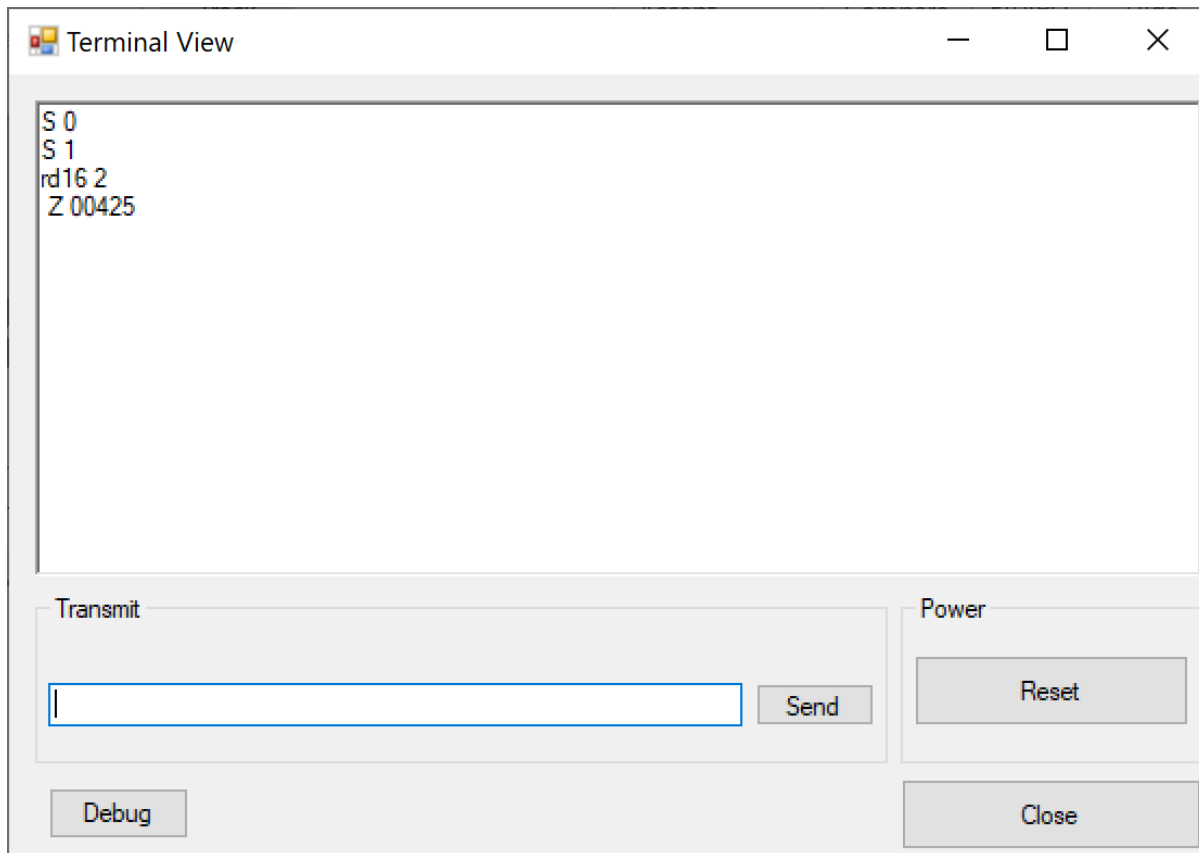 Terminal View
S 0
S 1
rd16 2
Z 00425
Transmit
Power
Send
Reset
Debug
Close